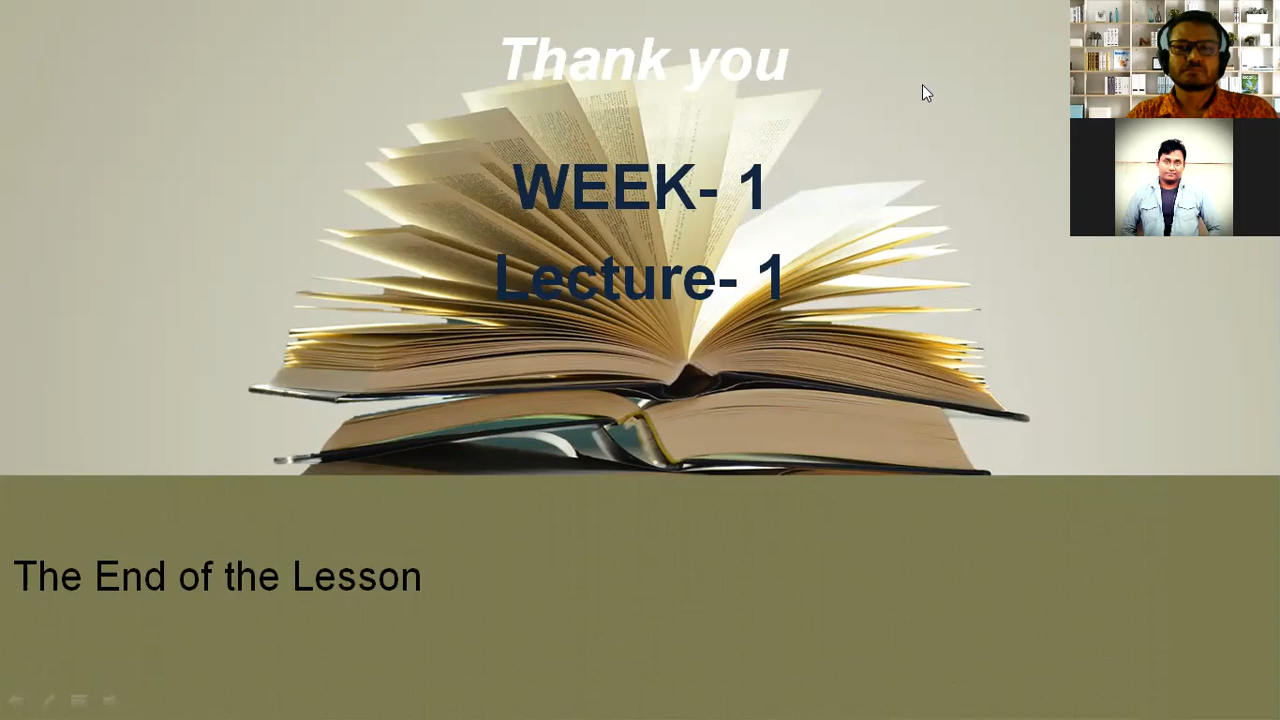 Thank you
WEEK- 1
Lecture- 1
The End of the Lesson